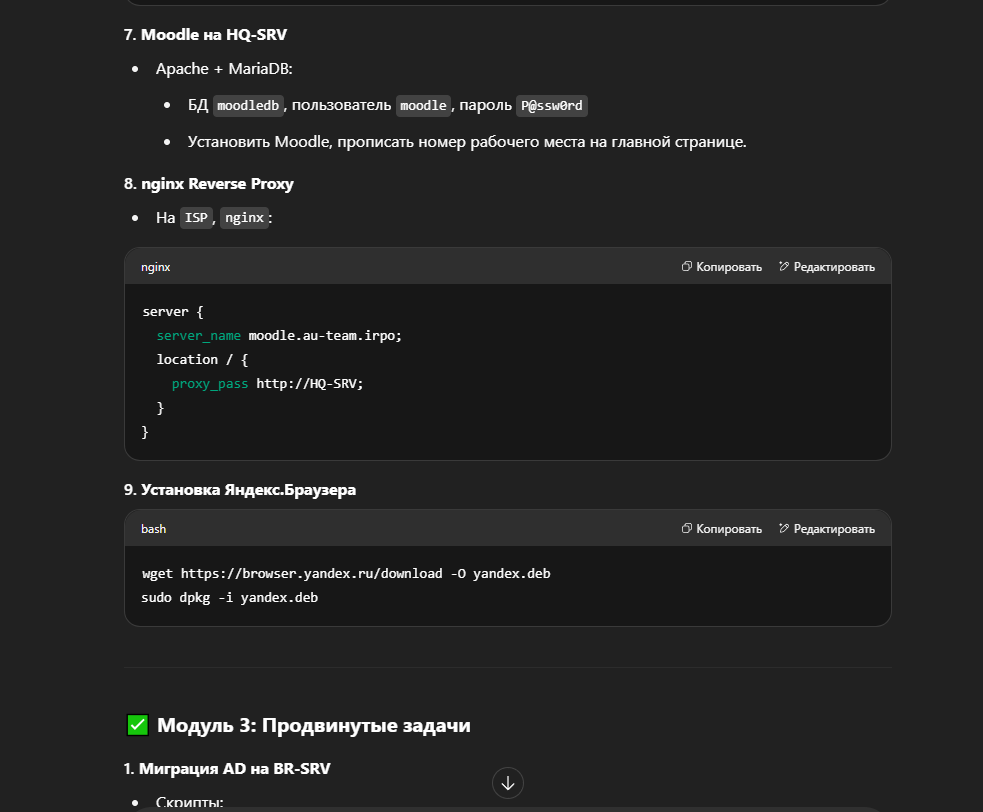 7. Moodle на HQ-SRV
• Apache + MariaDB:
• БД moodledb, пользователь moodle, пароль P@ssw0rd
• Установить Moodle, прописать номер рабочего места на главной странице.
8. nginx Reverse Proxy
• На ISP, nginx:
nginx Копировать Редактировать
server {
  server_name moodle.au-team.irpo;
  location / {
    proxy_pass http://HQ-SRV;
  }
}
9. Установка Яндекс.Браузера
bash Копировать Редактировать
wget https://browser.yandex.ru/download -O yandex.deb
sudo dpkg -i yandex.deb
✅ Модуль 3: Продвинутые задачи
1. Миграция AD на BR-SRV
• Скрипты: